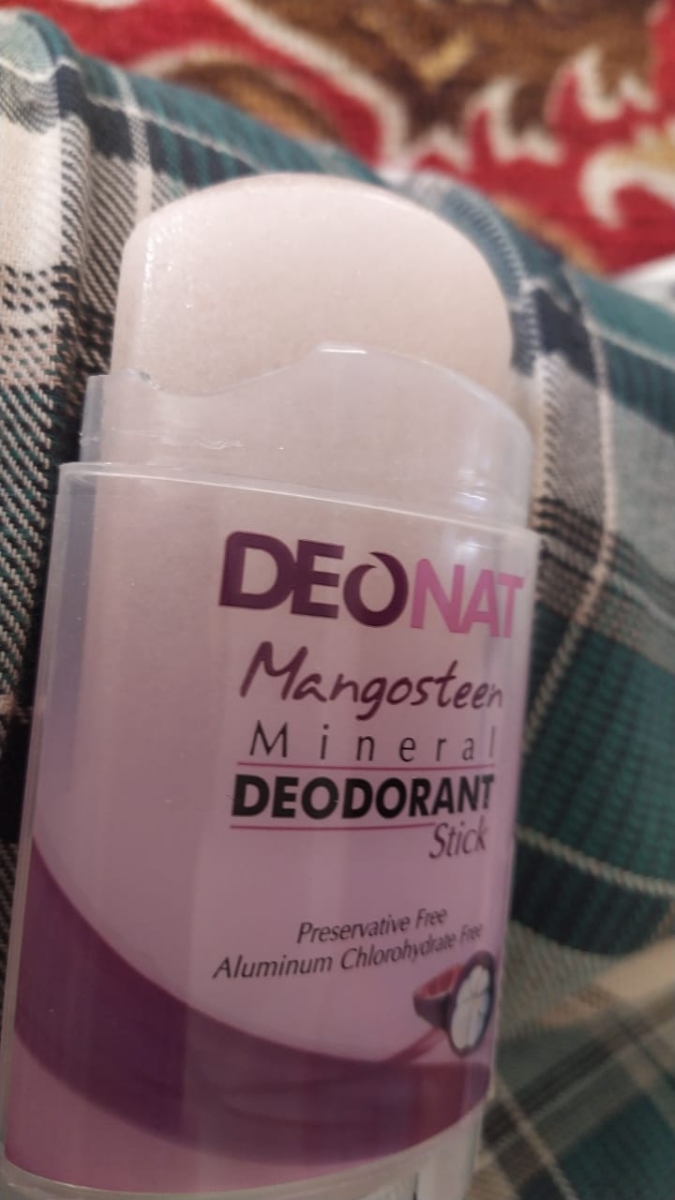 DEONAT
Mangosteen
Mineral
DEODORANT
Stick
Preservative Free
Aluminum Chlorohydrate Free